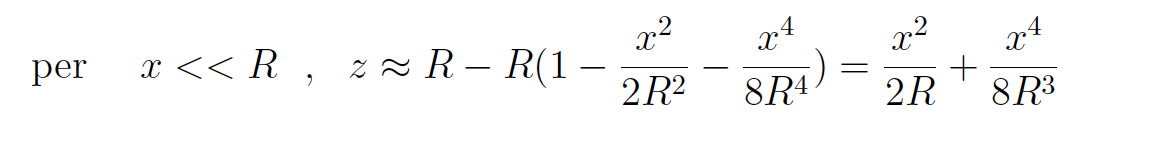 per x << R , z ≈ R − R(1 − x²/2R² − x⁴/8R⁴) = x²/2R + x⁴/8R³